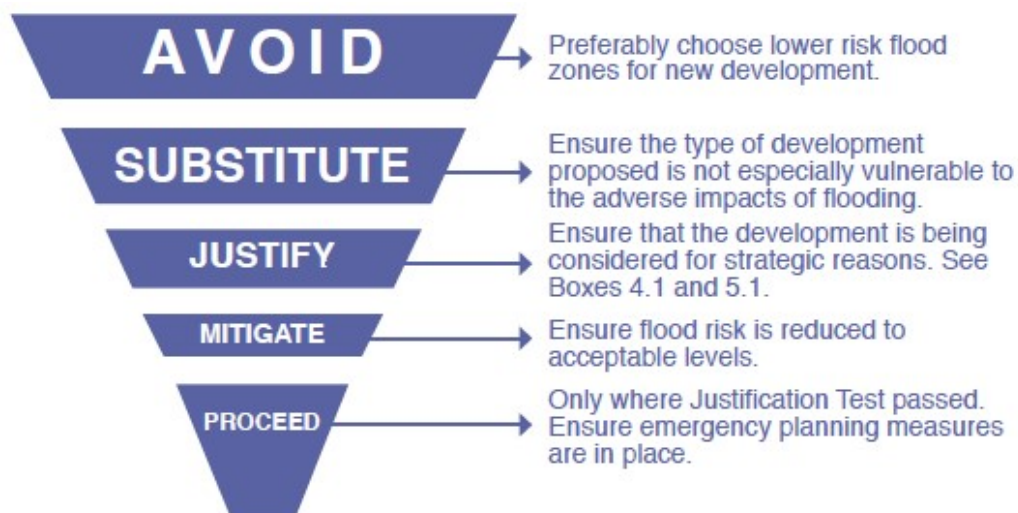 AVOID
Preferably choose lower risk flood
zones for new development.
SUBSTITUTE
Ensure the type of development
proposed is not especially vulnerable to
the adverse impacts of flooding.
JUSTIFY
Ensure that the development is being
considered for strategic reasons. See
Boxes 4.1 and 5.1.
MITIGATE
Ensure flood risk is reduced to
acceptable levels.
PROCEED
Only where Justification Test passed.
Ensure emergency planning measures
are in place.